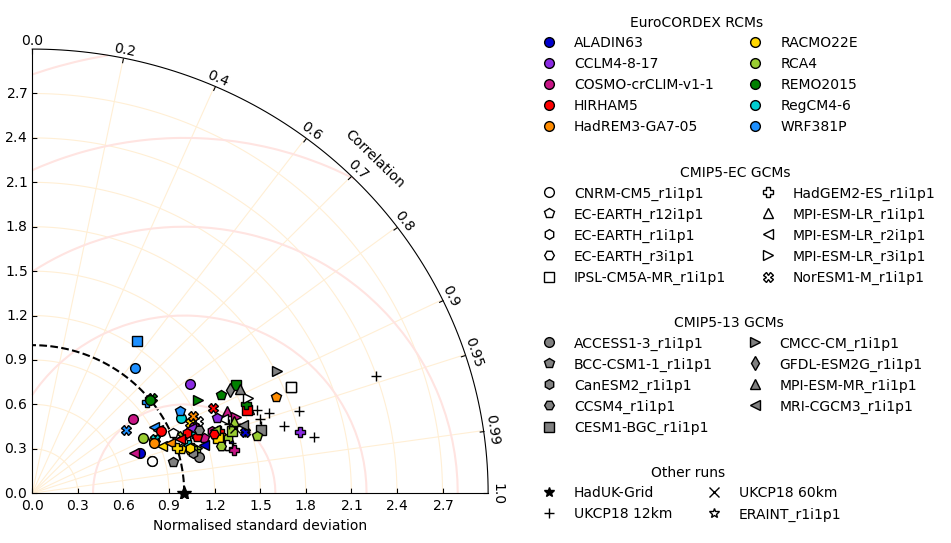 0.0
0.2
0.4
0.6
Correlation
0.7
0.8
0.9
0.95
0.99
1.0
2.7
2.4
2.1
1.8
1.5
1.2
0.9
0.6
0.3
0.0
0.0 0.3 0.6 0.9 1.2 1.5 1.8 2.1 2.4 2.7
Normalised standard deviation
EuroCORDEX RCMs
ALADIN63 RACMO22E
CCLM4-8-17 RCA4
COSMO-crCLIM-v1-1 REMO2015
HIRHAM5 RegCM4-6
HadREM3-GA7-05 WRF381P
CMIP5-EC GCMs
CNRM-CM5_r1i1p1 HadGEM2-ES_r1i1p1
EC-EARTH_r12i1p1 MPI-ESM-LR_r1i1p1
EC-EARTH_r1i1p1 MPI-ESM-LR_r2i1p1
EC-EARTH_r3i1p1 MPI-ESM-LR_r3i1p1
IPSL-CM5A-MR_r1i1p1 NorESM1-M_r1i1p1
CMIP5-13 GCMs
ACCESS1-3_r1i1p1 CMCC-CM_r1i1p1
BCC-CSM1-1_r1i1p1 GFDL-ESM2G_r1i1p1
CanESM2_r1i1p1 MPI-ESM-MR_r1i1p1
CCSM4_r1i1p1 MRI-CGCM3_r1i1p1
CESM1-BGC_r1i1p1
Other runs
HadUK-Grid UKCP18 60km
UKCP18 12km ERAINT_r1i1p1